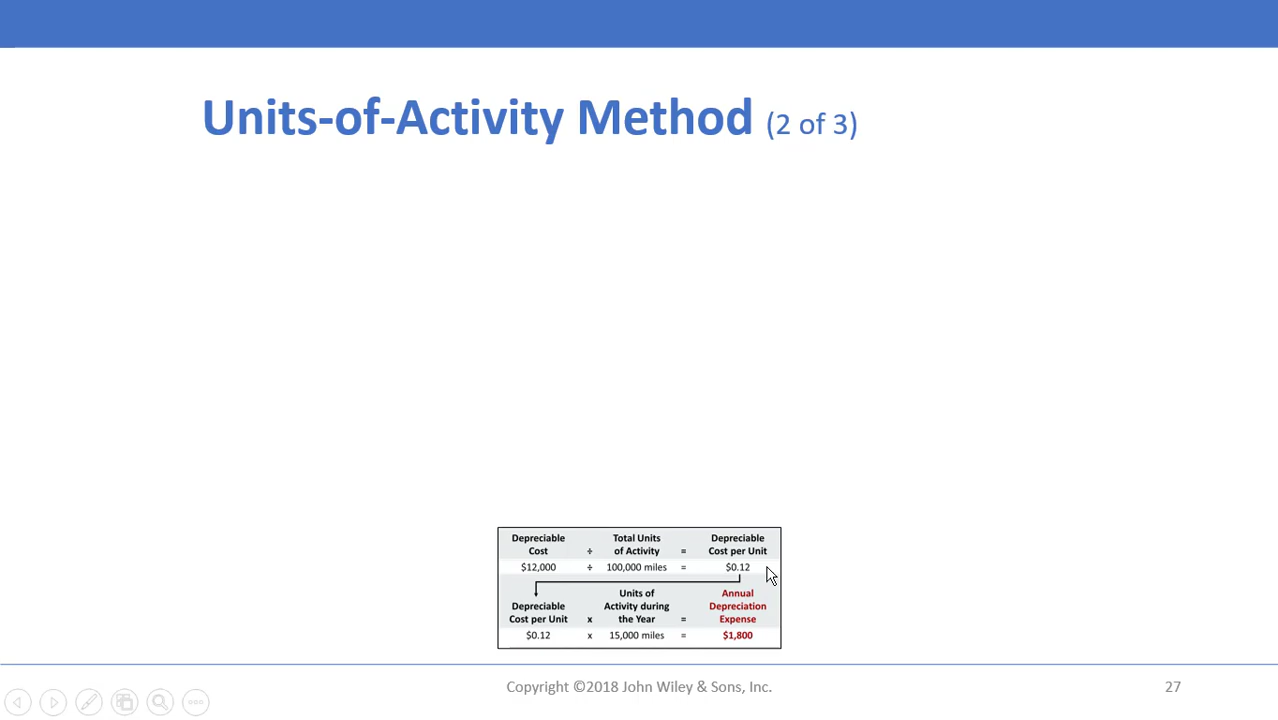 Units-of-Activity Method (2 of 3)
Depreciable Total Units Depreciable
Cost ÷ of Activity = Cost per Unit
$12,000 ÷ 100,000 miles = $0.12
Units of Annual
Depreciable Activity during Depreciation
Cost per Unit x the Year = Expense
$0.12 x 15,000 miles = $1,800
Copyright ©2018 John Wiley & Sons, Inc. 27